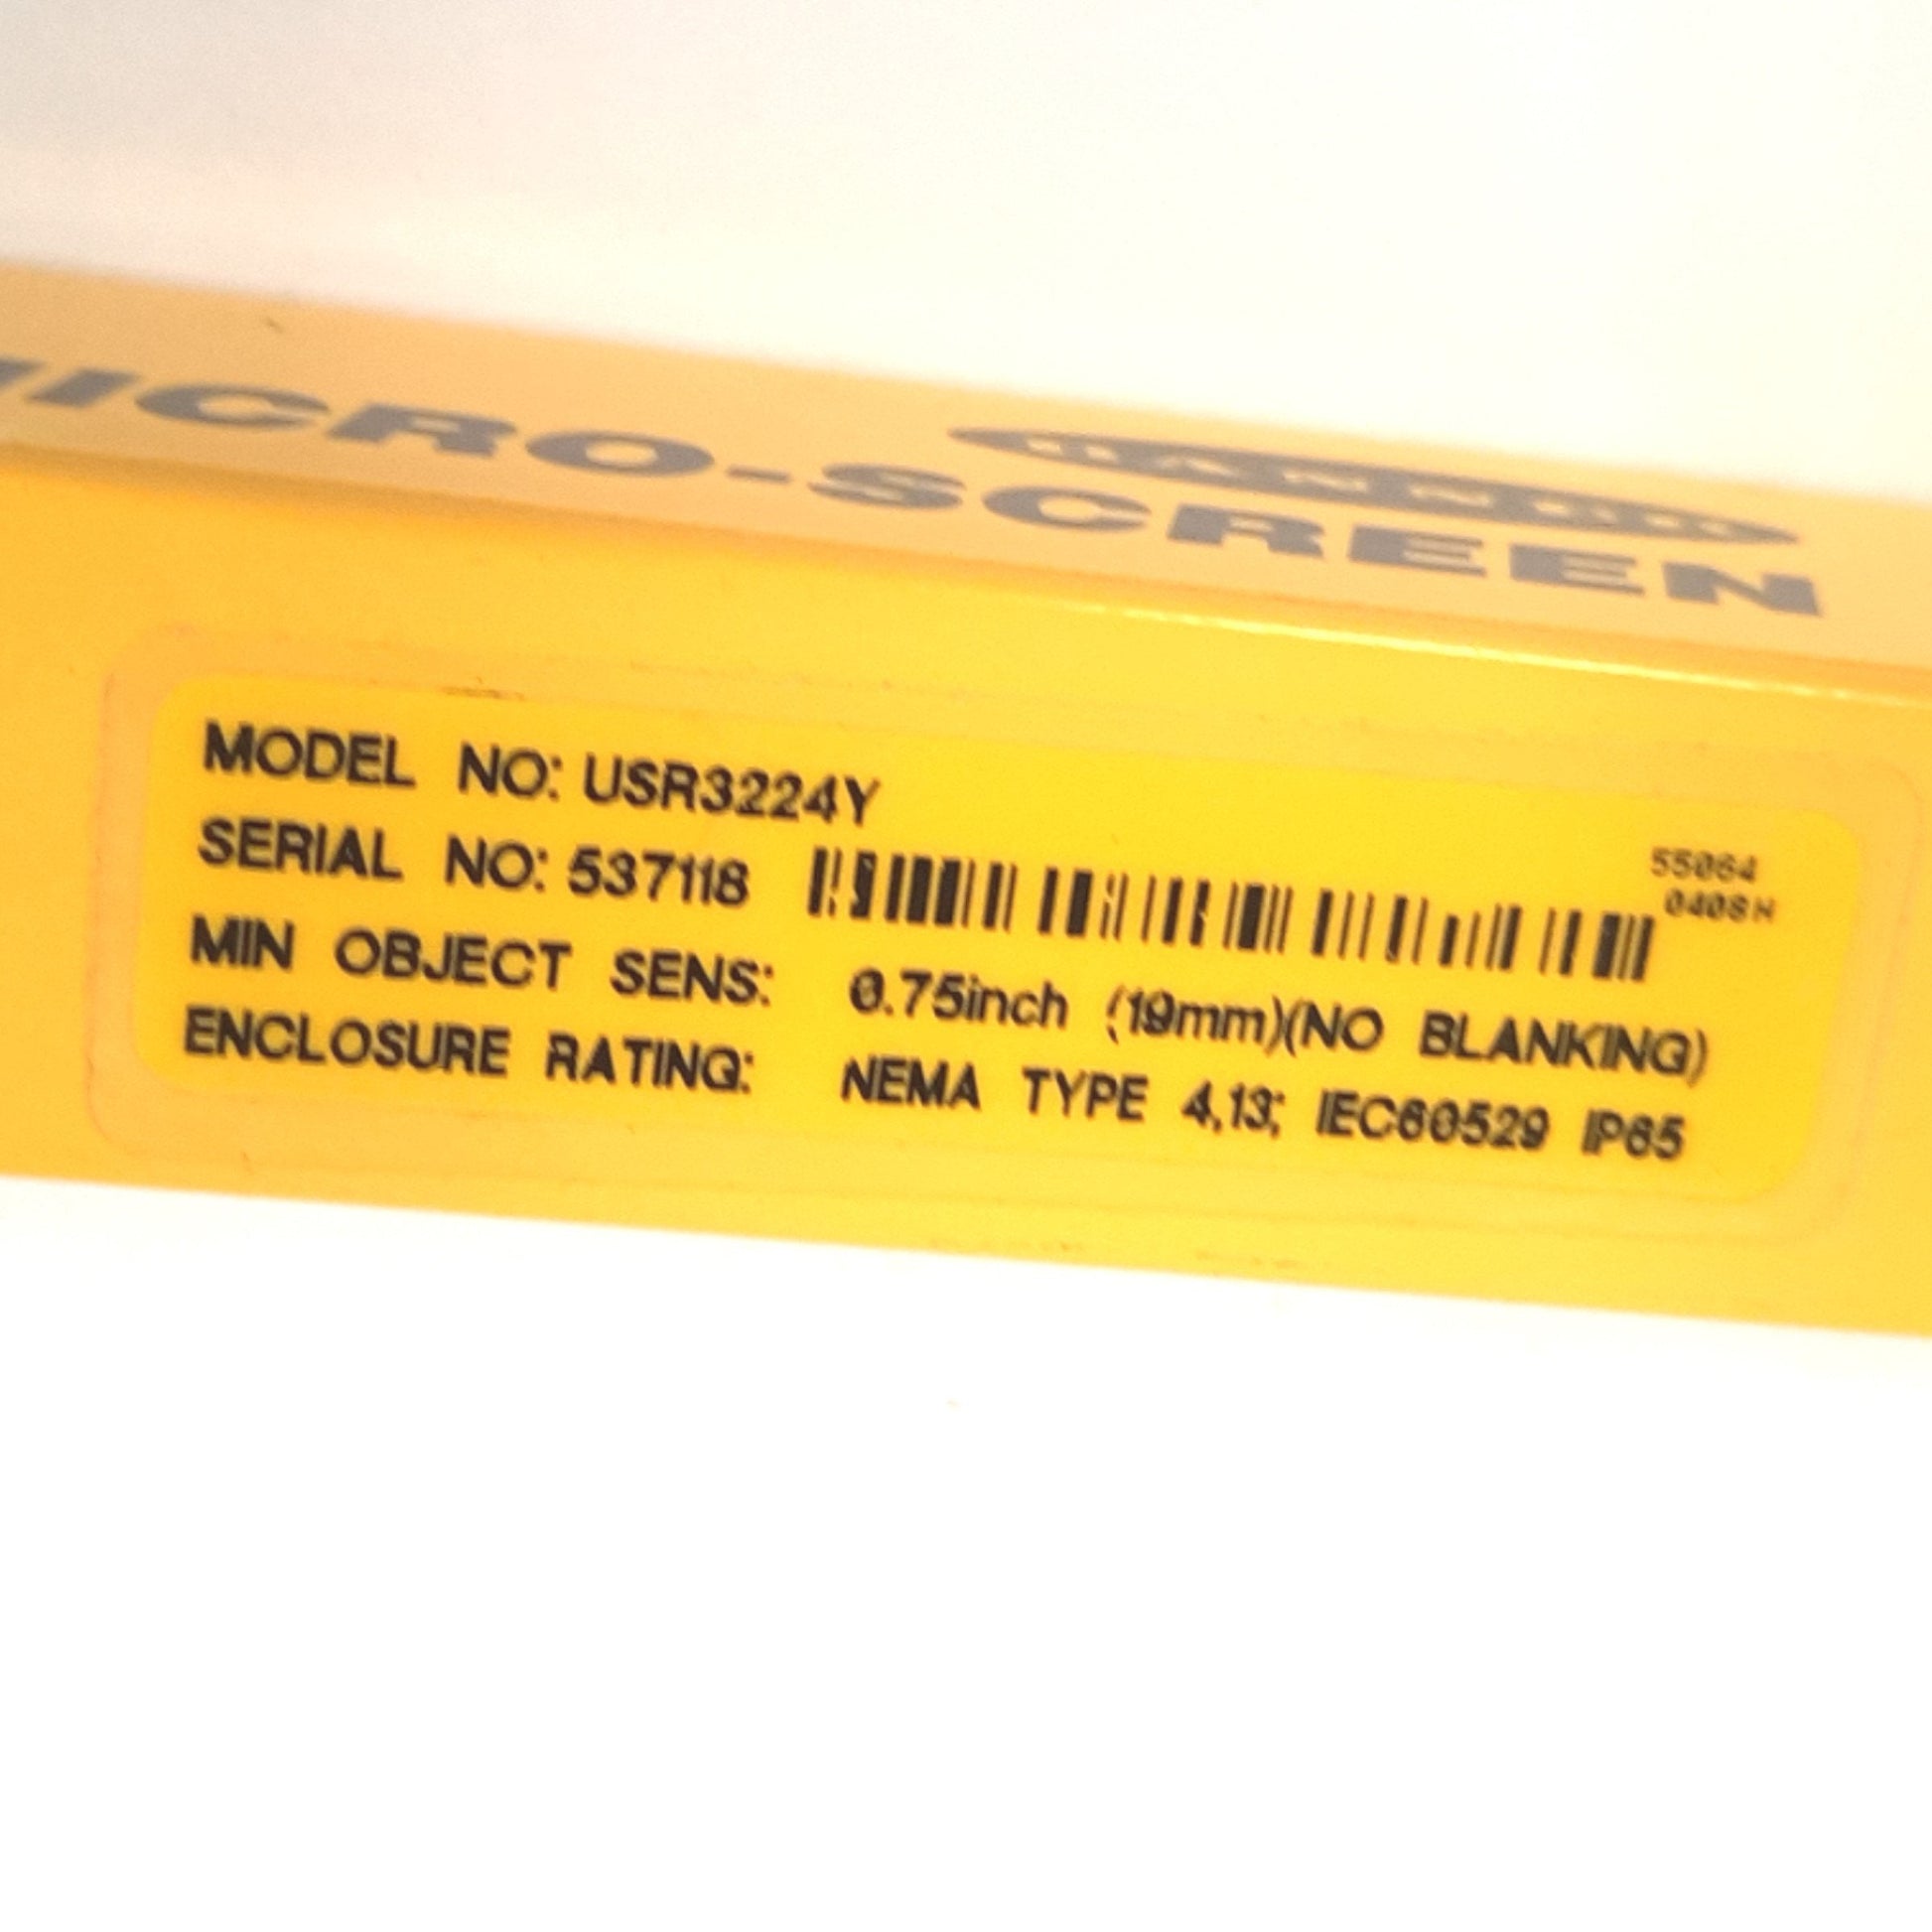 BANNER
MICRO-SCREEN
MODEL NO: USR3224Y
SERIAL NO: 537118
55064
0408H
MIN OBJECT SENS: 0.75inch (19mm)(NO BLANKING)
ENCLOSURE RATING: NEMA TYPE 4,13; IEC60529 IP65